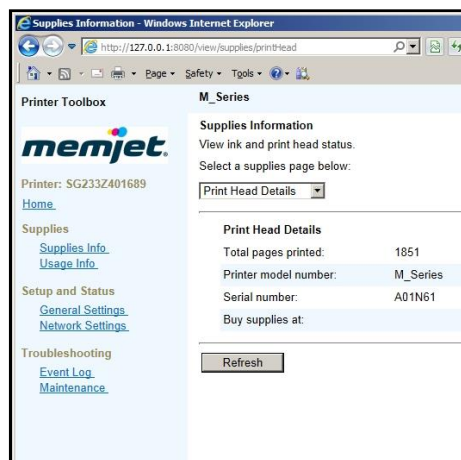 Supplies Information - Windows Internet Explorer
http://127.0.0.1:8080/view/supplies/printHead
Page Safety Tools
Printer Toolbox
M_Series
memjet.
Printer: SG233Z401689
Home
Supplies
Supplies Info
Usage Info
Setup and Status
General Settings
Network Settings
Troubleshooting
Event Log
Maintenance
Supplies Information
View ink and print head status.
Select a supplies page below:
Print Head Details
Print Head Details
Total pages printed: 1851
Printer model number: M_Series
Serial number: A01N61
Buy supplies at:
Refresh